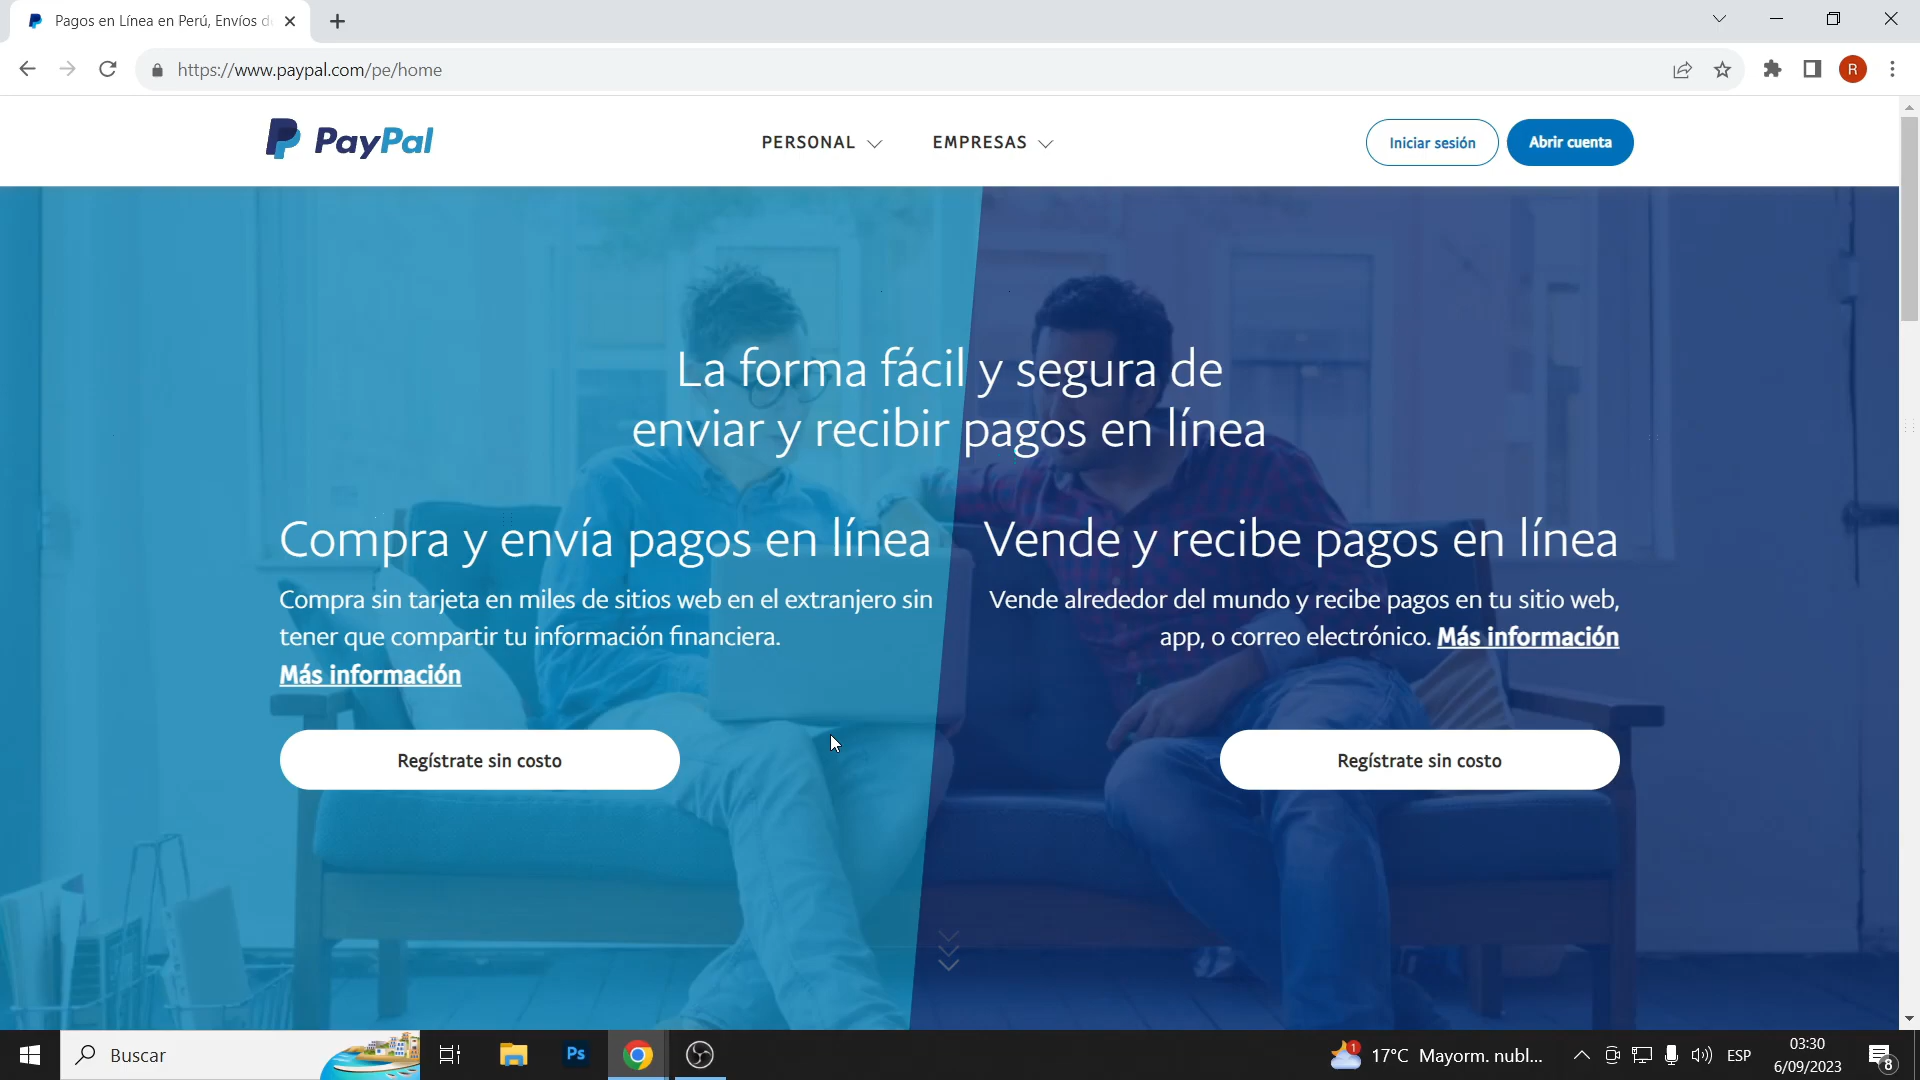 Pagos en Línea en Perú, Envíos d
https://www.paypal.com/pe/home
R
PayPal
PERSONAL
EMPRESAS
Iniciar sesión
Abrir cuenta
La forma fácil y segura de
enviar y recibir pagos en línea
Compra y envía pagos en línea
Compra sin tarjeta en miles de sitios web en el extranjero sin
tener que compartir tu información financiera.
Más información
Regístrate sin costo
Vende y recibe pagos en línea
Vende alrededor del mundo y recibe pagos en tu sitio web,
app, o correo electrónico. Más información
Regístrate sin costo
Buscar
Ps
1
17°C Mayorm. nubl...
ESP
03:30
6/09/2023
8